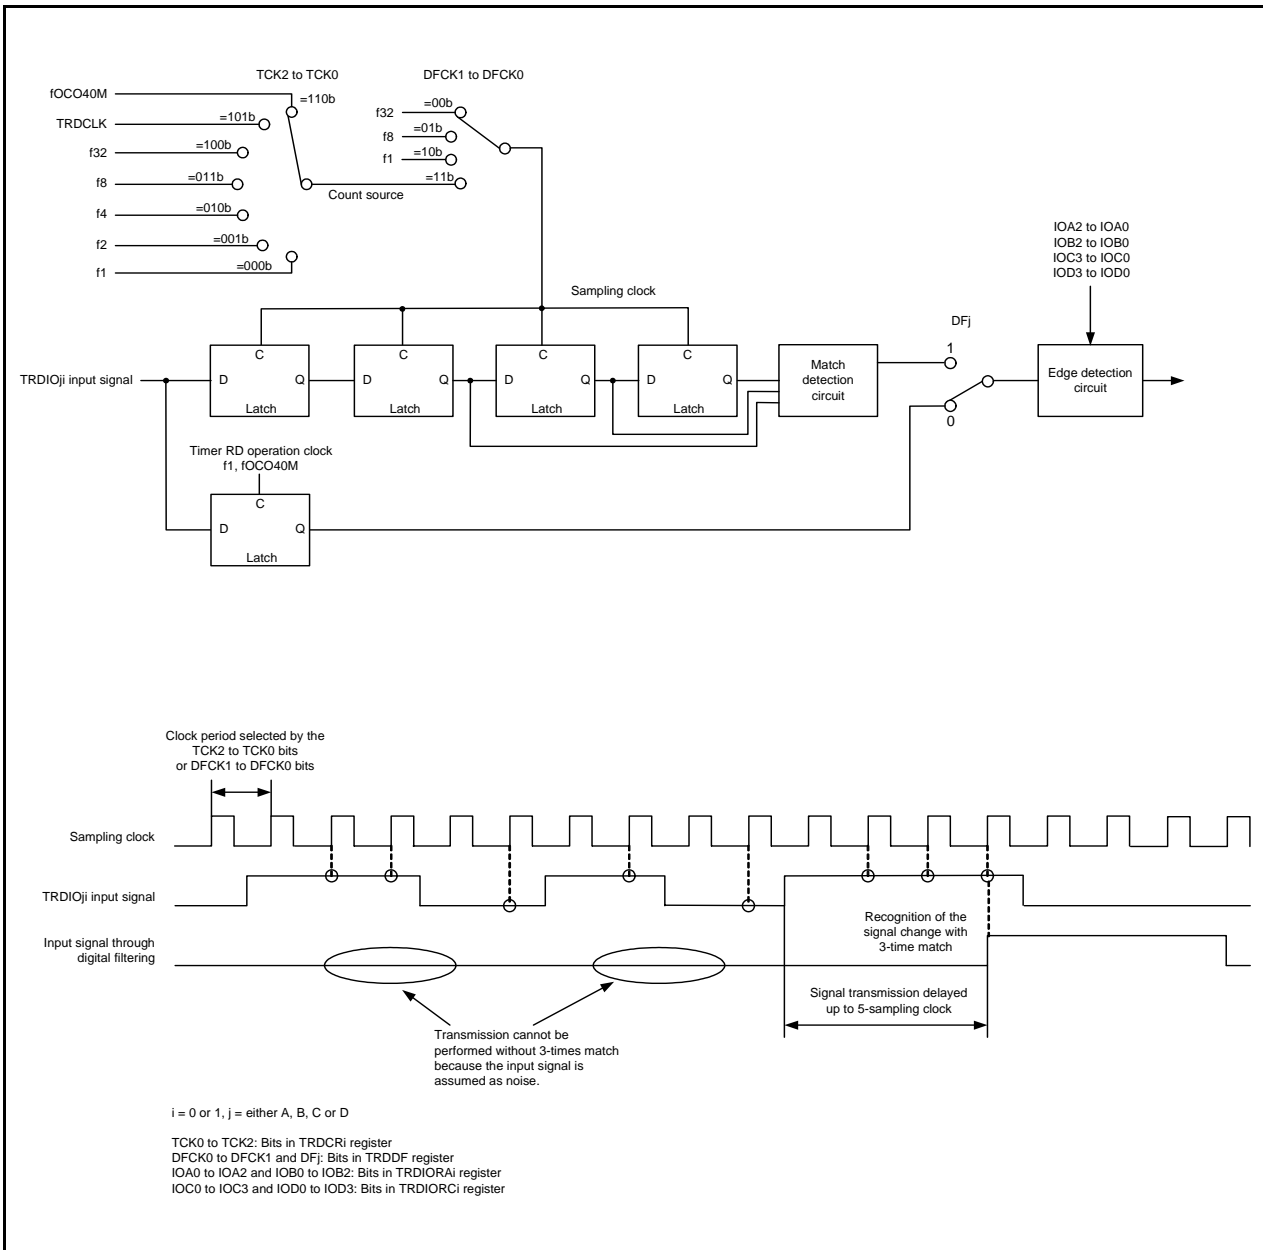 TCK2 to TCK0
DFCK1 to DFCK0
fOCO40M
=110b
TRDCLK
=101b
f32
=100b
f8
=011b
f4
=010b
f2
=001b
f1
=000b
f32
=00b
f8
=01b
f1
=10b
=11b
Count source
Sampling clock
IOA2 to IOA0
IOB2 to IOB0
IOC3 to IOC0
IOD3 to IOD0
DFj
1
0
TRDIOji input signal
C
D
Q
Latch
C
D
Q
Latch
C
D
Q
Latch
C
D
Q
Latch
Match
detection
circuit
Edge detection
circuit
Timer RD operation clock
f1, fOCO40M
C
D
Q
Latch
Clock period selected by the
TCK2 to TCK0 bits
or DFCK1 to DFCK0 bits
Sampling clock
TRDIOji input signal
Input signal through
digital filtering
Recognition of the
signal change with
3-time match
Signal transmission delayed
up to 5-sampling clock
Transmission cannot be
performed without 3-times match
because the input signal is
assumed as noise.
i = 0 or 1, j = either A, B, C or D
TCK0 to TCK2: Bits in TRDCRi register
DFCK0 to DFCK1 and DFj: Bits in TRDDF register
IOA0 to IOA2 and IOB0 to IOB2: Bits in TRDIORAi register
IOC0 to IOC3 and IOD0 to IOD3: Bits in TRDIORCi register